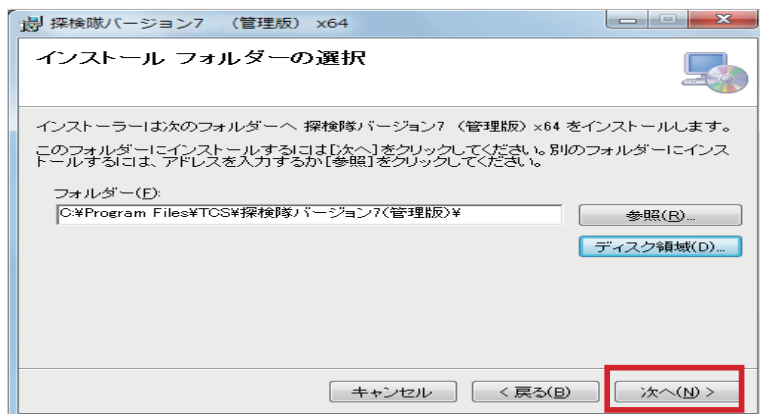 探検隊バージョン7　（管理版） x64
インストール フォルダーの選択
インストーラーは次のフォルダーへ 探検隊バージョン7 （管理版） x64 をインストールします。
このフォルダーにインストールするには[次へ]をクリックしてください。別のフォルダーにインス
トールするには、アドレスを入力するか[参照]をクリックしてください。
フォルダー(F):
C:¥Program Files¥TCS¥探検隊バージョン7(管理版)¥
参照(R)...
ディスク領域(D)...
キャンセル
< 戻る(B)
次へ(N) >